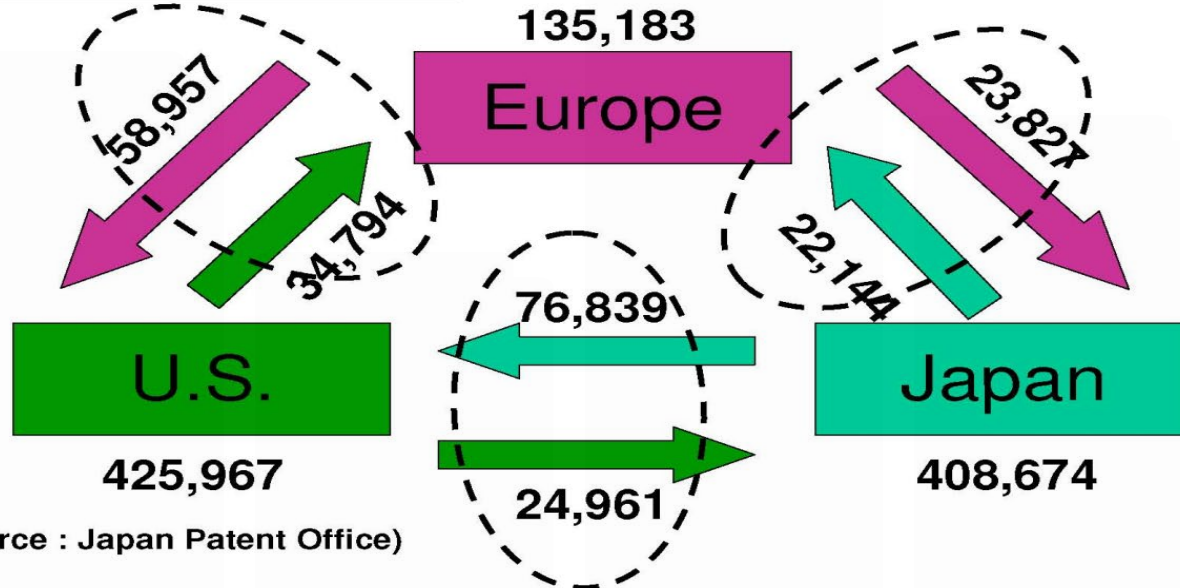 135,183
Europe
58,957
34,794
23,827
22,144
76,839
U.S.
Japan
24,961
425,967
408,674
rce : Japan Patent Office)